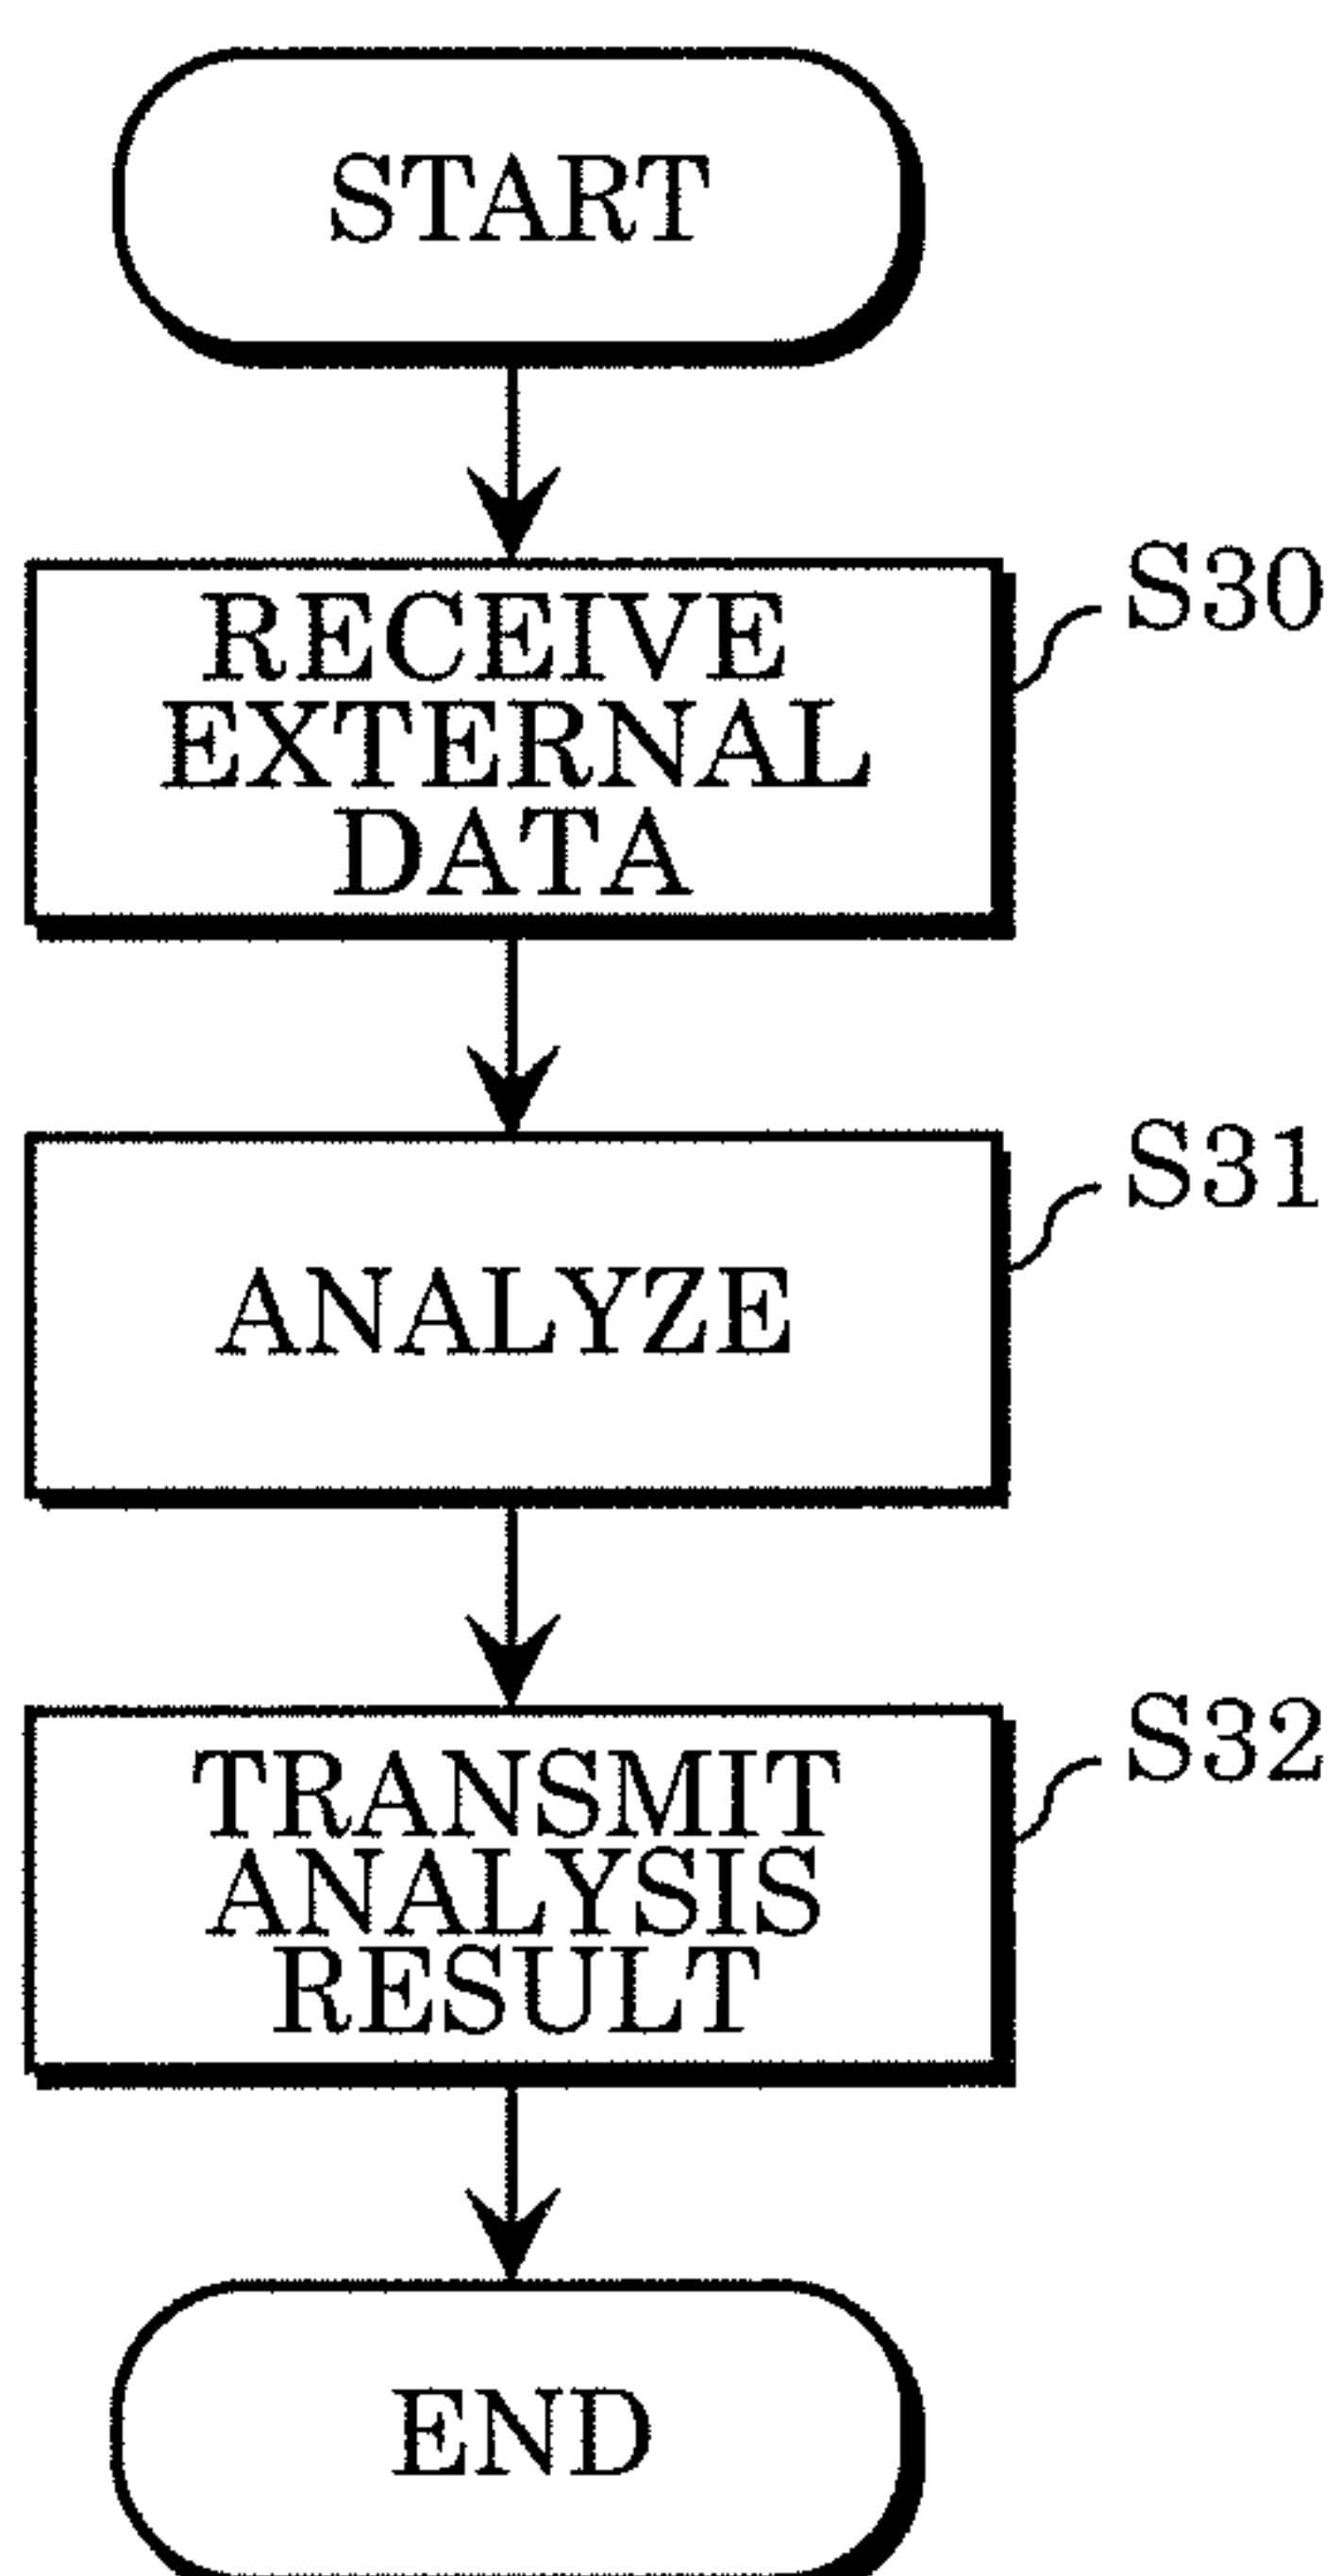 START
RECEIVE
EXTERNAL
DATA
S30
ANALYZE
S31
TRANSMIT
ANALYSIS
RESULT
S32
END